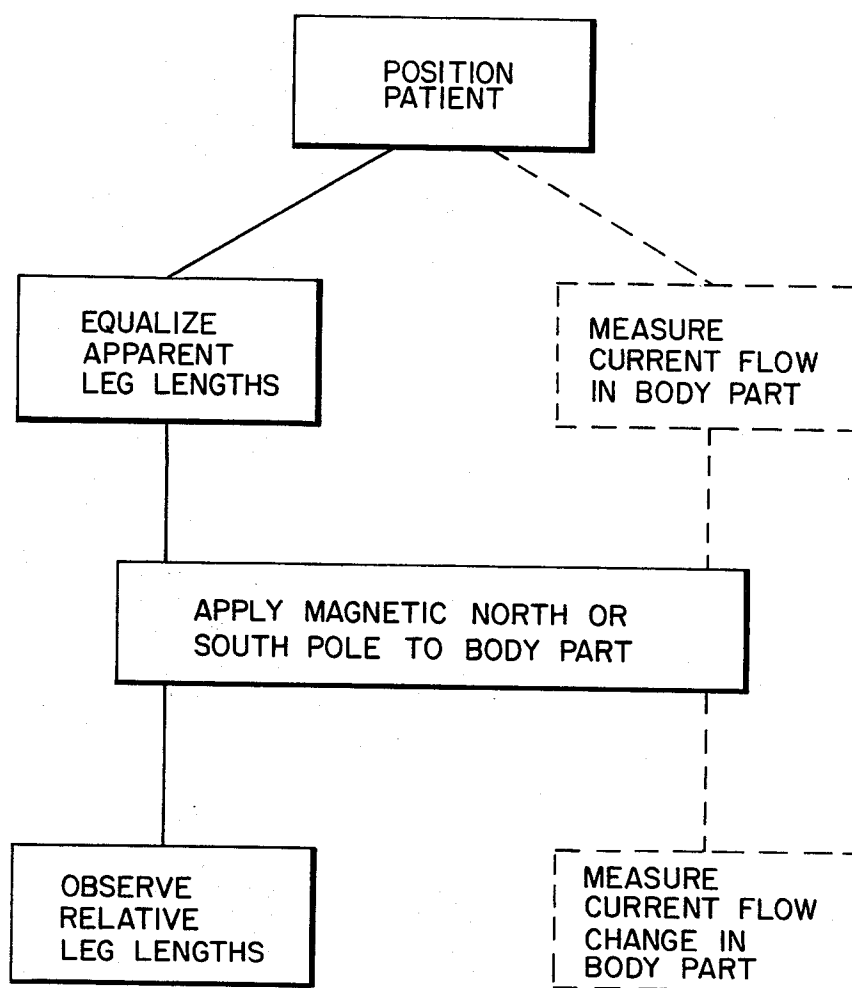 POSITION
PATIENT
EQUALIZE
APPARENT
LEG LENGTHS
MEASURE
CURRENT FLOW
IN BODY PART
APPLY MAGNETIC NORTH OR
SOUTH POLE TO BODY PART
OBSERVE
RELATIVE
LEG LENGTHS
MEASURE
CURRENT FLOW
CHANGE IN
BODY PART